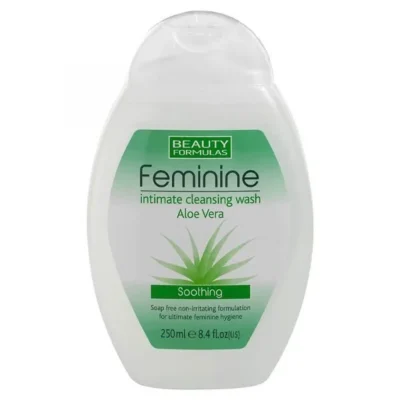 BEAUTY
FORMULAS
Feminine
intimate cleansing wash
Aloe Vera
Soothing
Soap free non-irritating formulation
for ultimate feminine hygiene
250ml e 8.4 fl.oz(US)